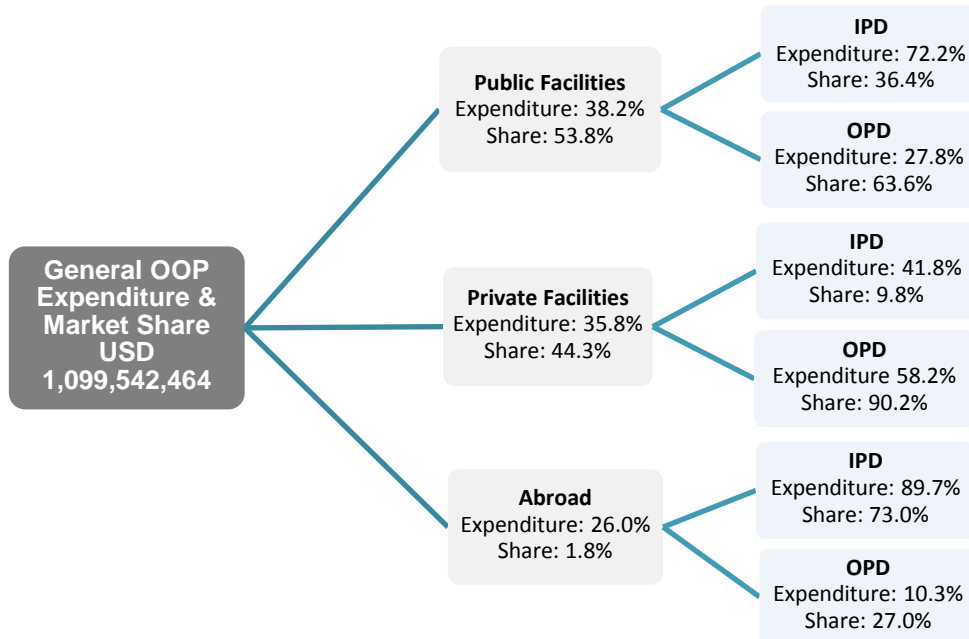 General OOP
Expenditure &
Market Share
USD
1,099,542,464
Public Facilities
Expenditure: 38.2%
Share: 53.8%
IPD
Expenditure: 72.2%
Share: 36.4%
OPD
Expenditure: 27.8%
Share: 63.6%
Private Facilities
Expenditure: 35.8%
Share: 44.3%
IPD
Expenditure: 41.8%
Share: 9.8%
OPD
Expenditure 58.2%
Share: 90.2%
Abroad
Expenditure: 26.0%
Share: 1.8%
IPD
Expenditure: 89.7%
Share: 73.0%
OPD
Expenditure: 10.3%
Share: 27.0%